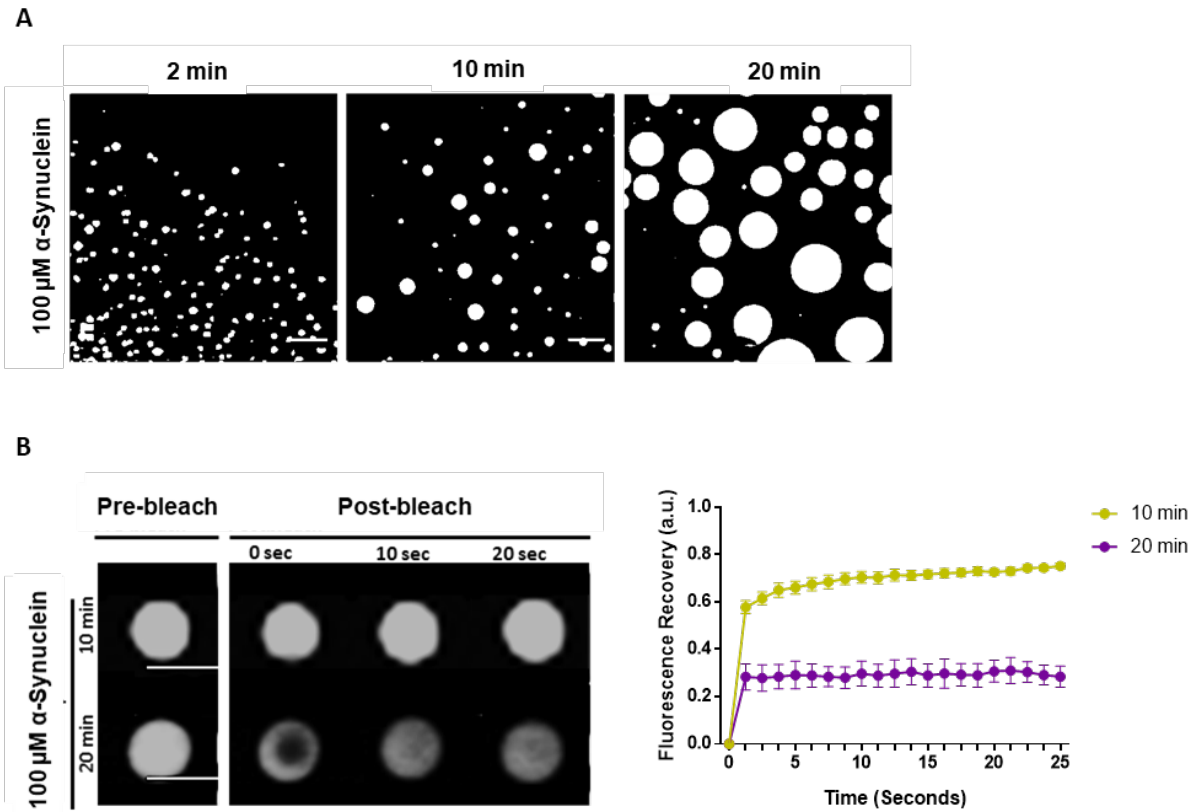 A
2 min
10 min
20 min
100 µM α-Synuclein
B
Pre-bleach
Post-bleach
0 sec
10 sec
20 sec
100 µM α-Synuclein
10 min
20 min
Fluorescence Recovery (a.u.)
1.0
0.8
0.6
0.4
0.2
0.0
0
5
10
15
20
25
Time (Seconds)
10 min
20 min